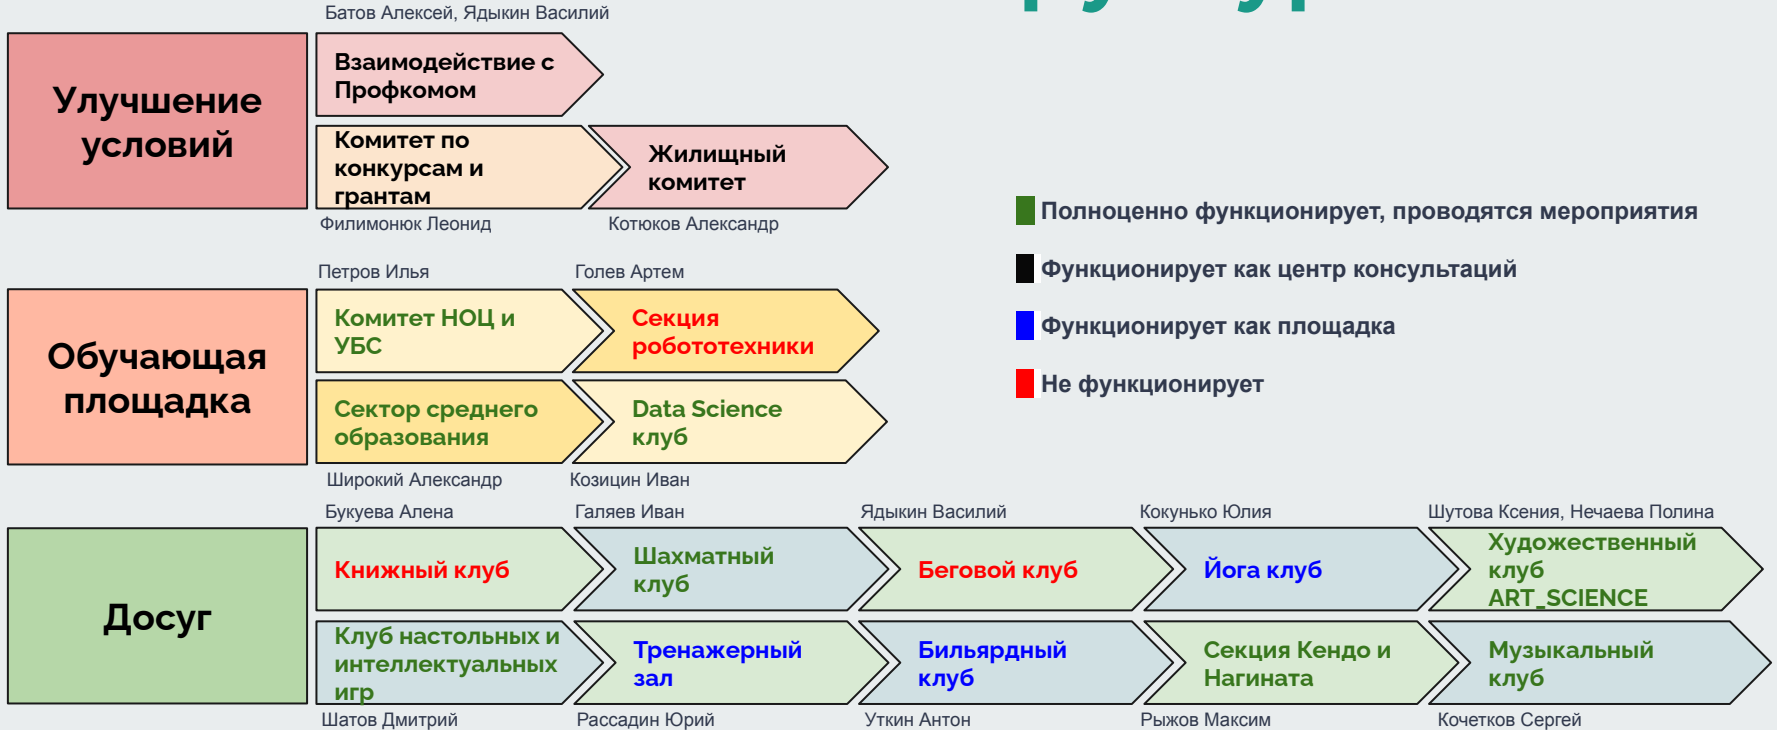 Батов Алексей, Ядыкин Василий
Улучшение
условий
Взаимодействие с
Профкомом
Комитет по
конкурсам и
грантам
Жилищный
комитет
Филимонюк Леонид
Котюков Александр
Полноценно функционирует, проводятся мероприятия
Функционирует как центр консультаций
Функционирует как площадка
Не функционирует
Петров Илья
Голев Артем
Обучающая
площадка
Комитет НОЦ и
УБС
Секция
робототехники
Сектор среднего
образования
Data Science
клуб
Широкий Александр
Козицин Иван
Букуева Алена
Галяев Иван
Ядыкин Василий
Кокунько Юлия
Шутова Ксения, Нечаева Полина
Досуг
Книжный клуб
Шахматный
клуб
Беговой клуб
Йога клуб
Художественный
клуб
ART_SCIENCE
Клуб настольных и
интеллектуальных
игр
Тренажерный
зал
Бильярдный
клуб
Секция Кендо и
Нагината
Музыкальный
клуб
Шатов Дмитрий
Рассадин Юрий
Уткин Антон
Рыжов Максим
Кочетков Сергей